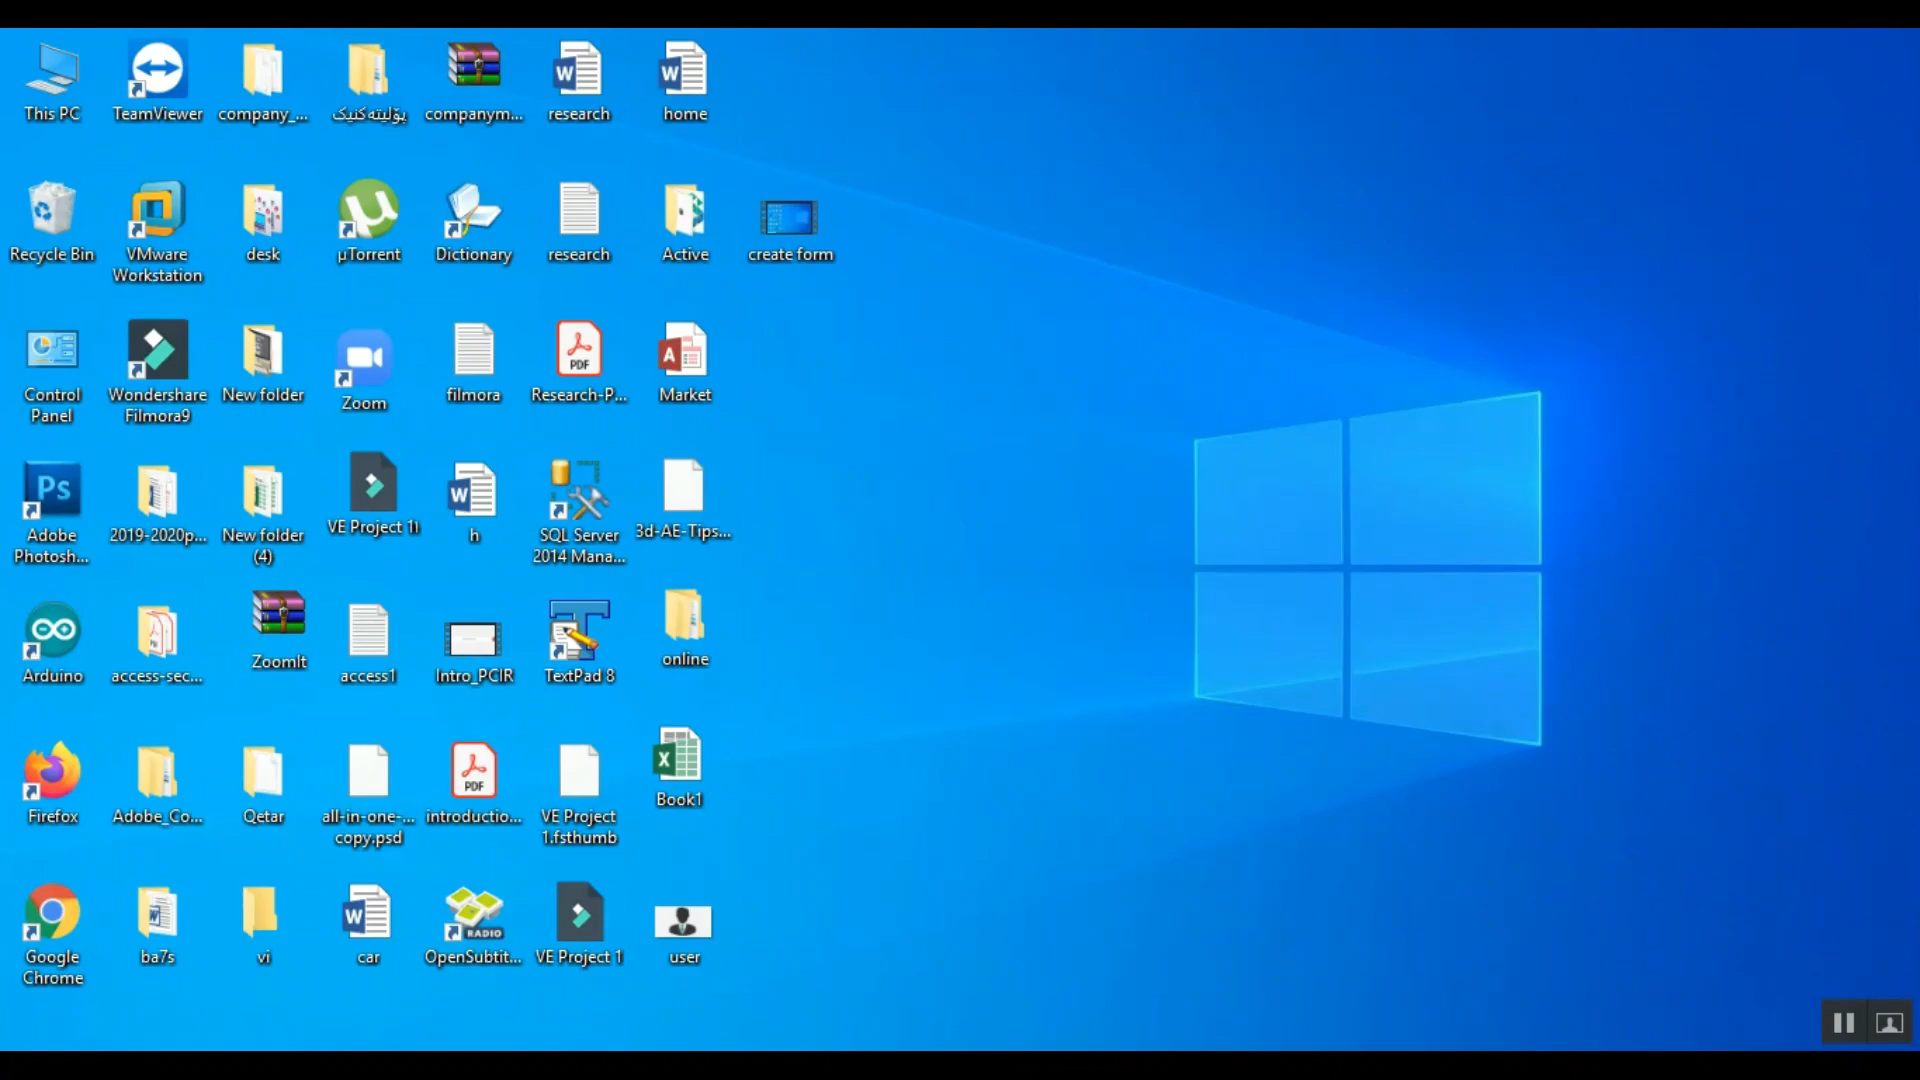 This PC
TeamViewer
company_...
پۆلیتەکنیک
companym...
research
home
Recycle Bin
VMware
Workstation
desk
µTorrent
Dictionary
research
Active
create form
Control
Panel
Wondershare
Filmora9
New folder
Zoom
filmora
Research-P...
Market
Adobe
Photosh...
2019-2020p...
New folder
(4)
VE Project 1
h
SQL Server
2014 Mana...
3d-AE-Tips...
Arduino
access-sec...
ZoomIt
access1
Intro_PCIR
TextPad 8
online
Firefox
Adobe_Co...
Qetar
all-in-one-...
copy.psd
introductio...
VE Project
1.fsthumb
Book1
Google
Chrome
ba7s
vi
car
OpenSubtit...
VE Project 1
user